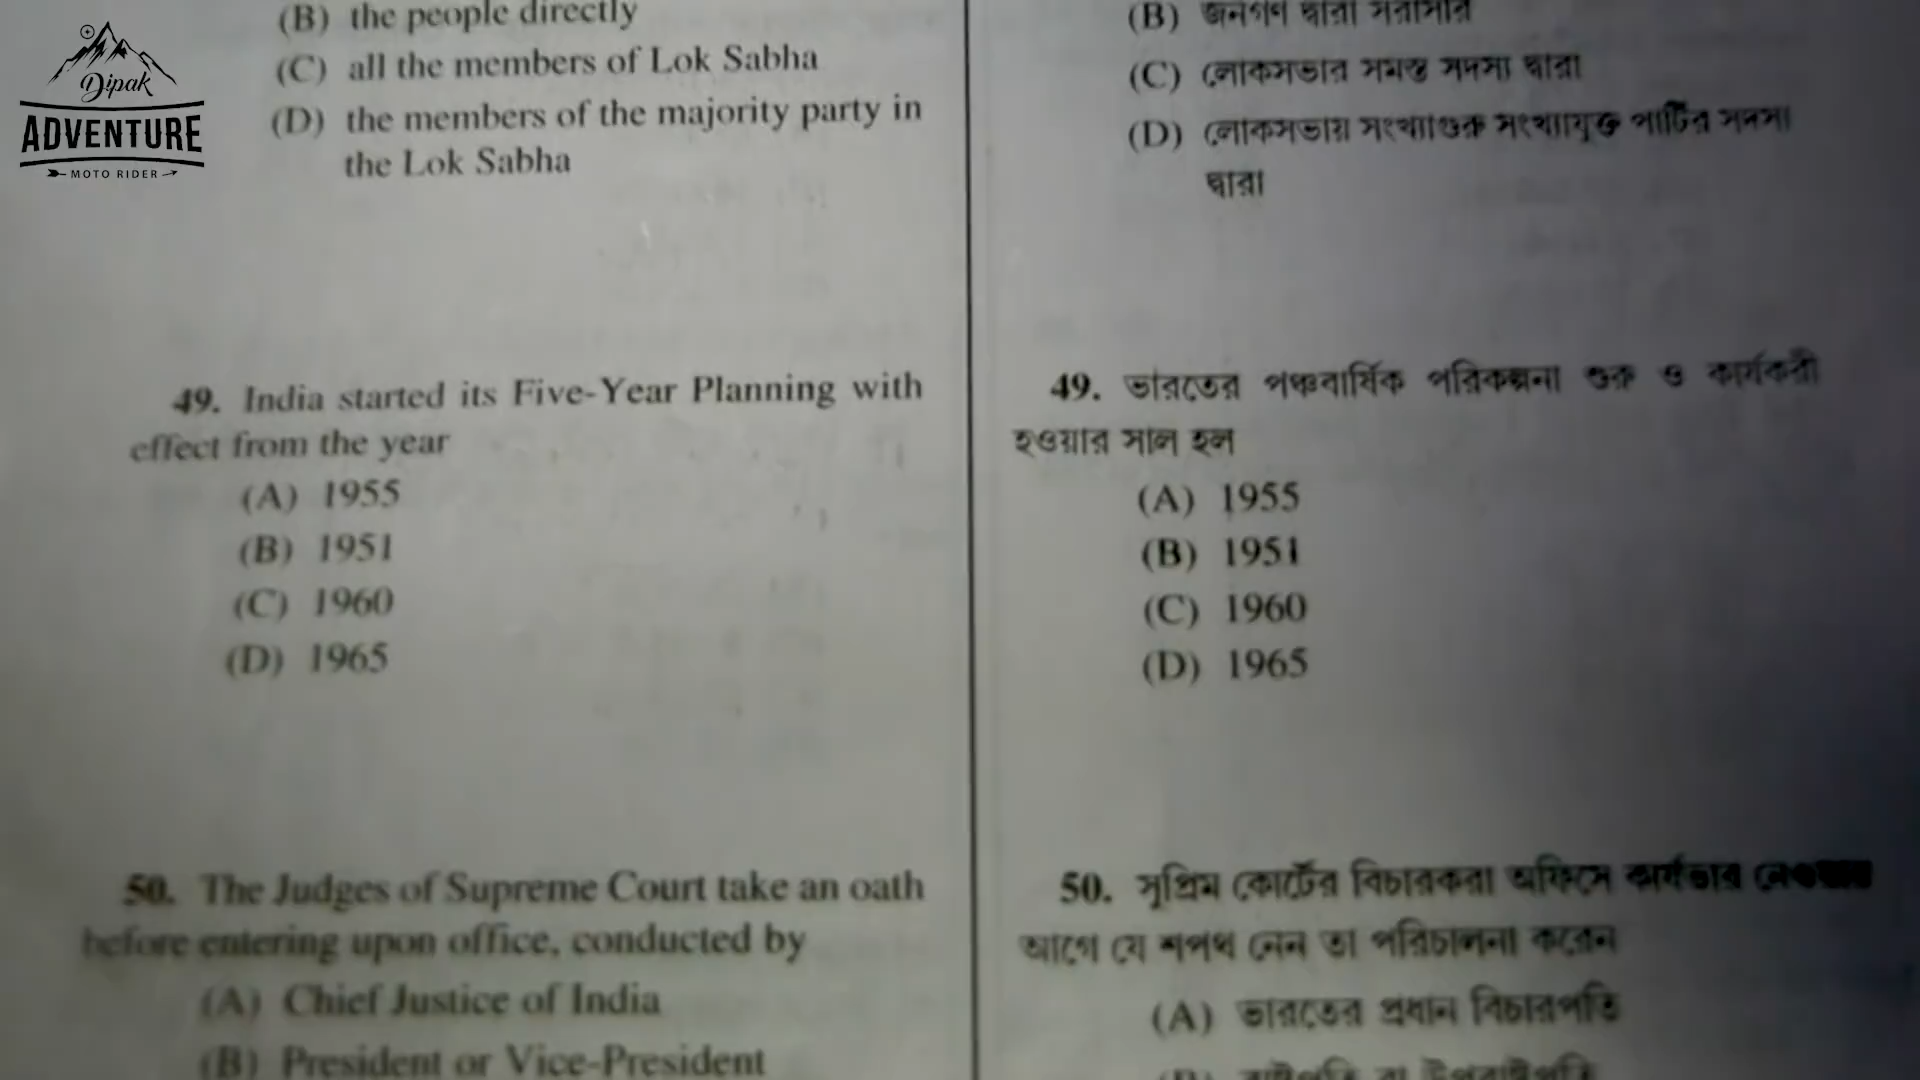 Dipak
ADVENTURE
MOTO RIDER
(B) the people directly
(C) all the members of Lok Sabha
(D) the members of the majority party in
the Lok Sabha
49. India started its Five-Year Planning with
effect from the year
(A) 1955
(B) 1951
(C) 1960
(D) 1965
50. The Judges of Supreme Court take an oath
before entering upon office, conducted by
(A) Chief Justice of India
(B) President or Vice-President
(B) জনগণ দ্বারা সরাসরি
(C) লোকসভার সমস্ত সদস্য দ্বারা
(D) লোকসভায় সংখ্যাগুরু সংখ্যাযুক্ত পার্টির সদস্য
দ্বারা
49. ভারতের পঞ্চবার্ষিক পরিকল্পনা শুরু ও কার্যকরী
হওয়ার সাল হল
(A) 1955
(B) 1951
(C) 1960
(D) 1965
50. সুপ্রিম কোর্টের বিচারকরা অফিসে কার্যভার নেওয়ার
আগে যে শপথ নেন তা পরিচালনা করেন
(A) ভারতের প্রধান বিচারপতি
(B) রাষ্ট্রপতি বা উপরাষ্ট্রপতি